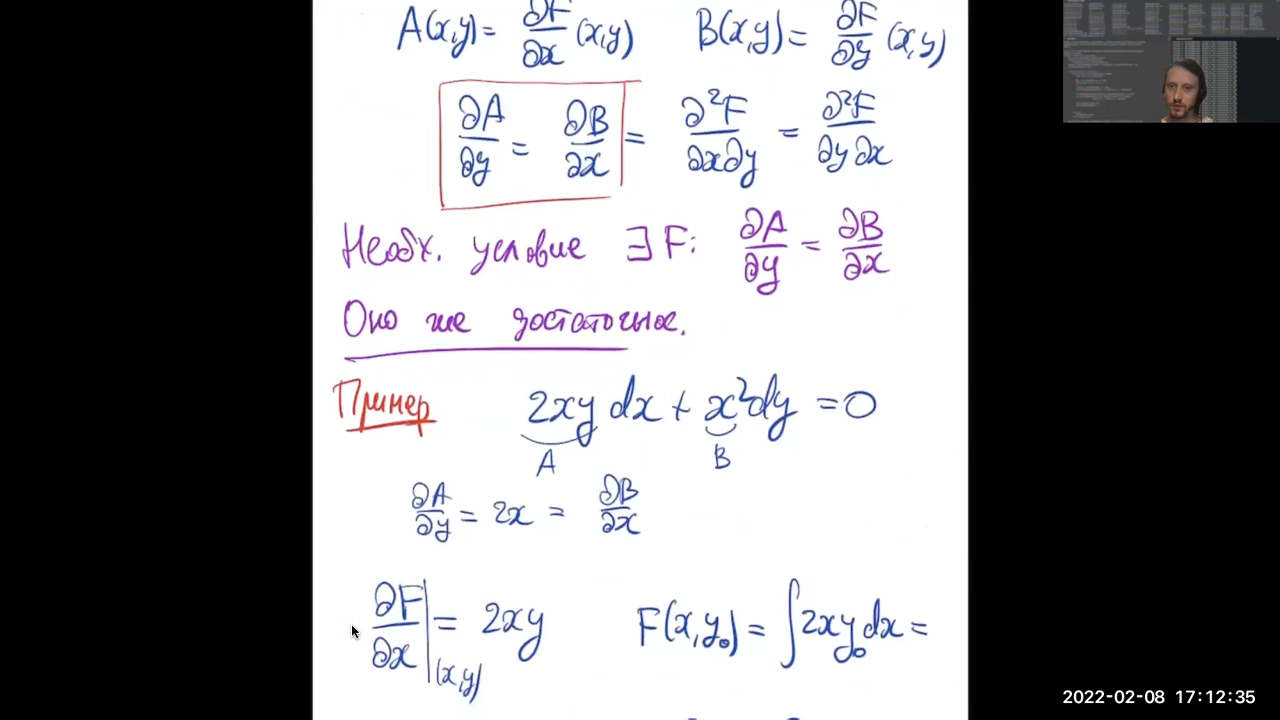 A(x,y) = ∂F/∂x (x,y) B(x,y) = ∂F/∂y (x,y)
∂A/∂y = ∂B/∂x = ∂²F/∂x∂y = ∂²F/∂y∂x
Необх. условие ∃ F: ∂A/∂y = ∂B/∂x
Оно же достаточное.
Пример 2xy dx + x²dy = 0
A B
∂A/∂y = 2x = ∂B/∂x
∂F/∂x|(x,y) = 2xy F(x,y₀) = ∫2xy₀dx =
2022-02-08 17:12:35